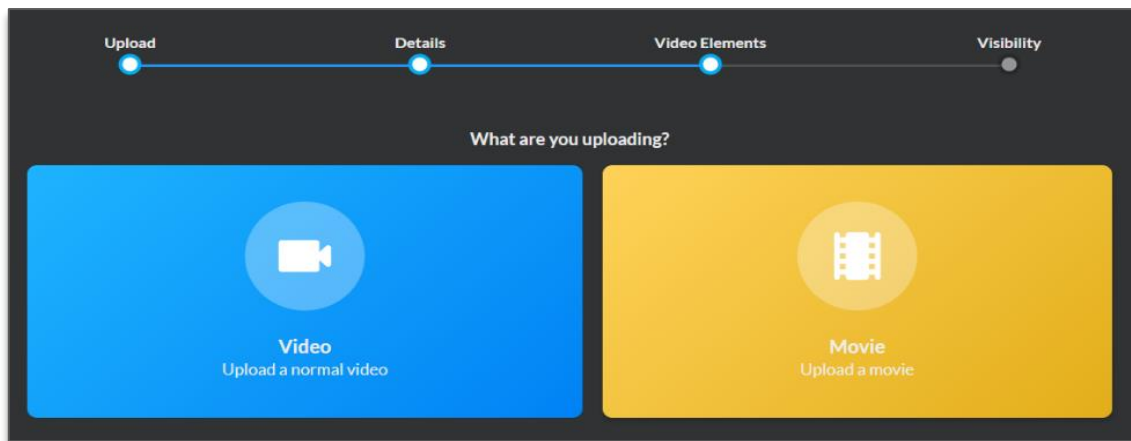 Upload
Details
Video Elements
Visibility
What are you uploading?
Video
Upload a normal video
Movie
Upload a movie